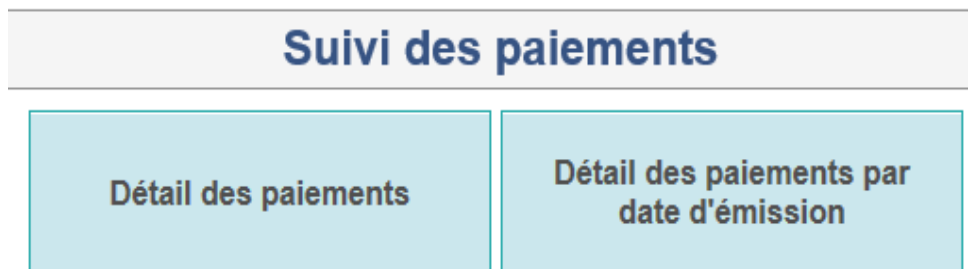 Suivi des paiements
Détail des paiements
Détail des paiements par
date d'émission